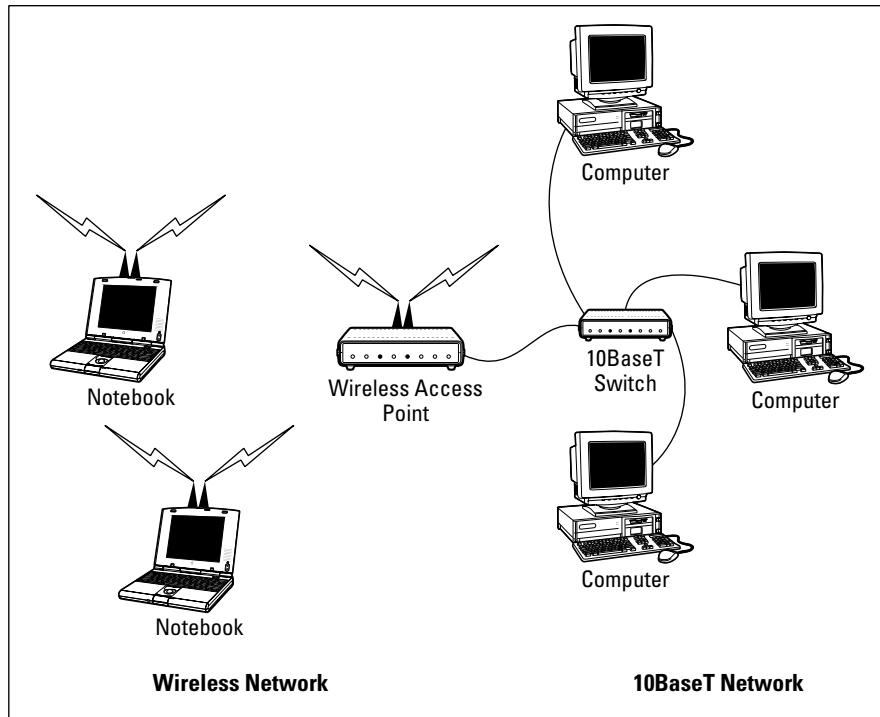 Computer
Notebook
Wireless Access
Point
10BaseT
Switch
Computer
Computer
Notebook
Wireless Network
10BaseT Network